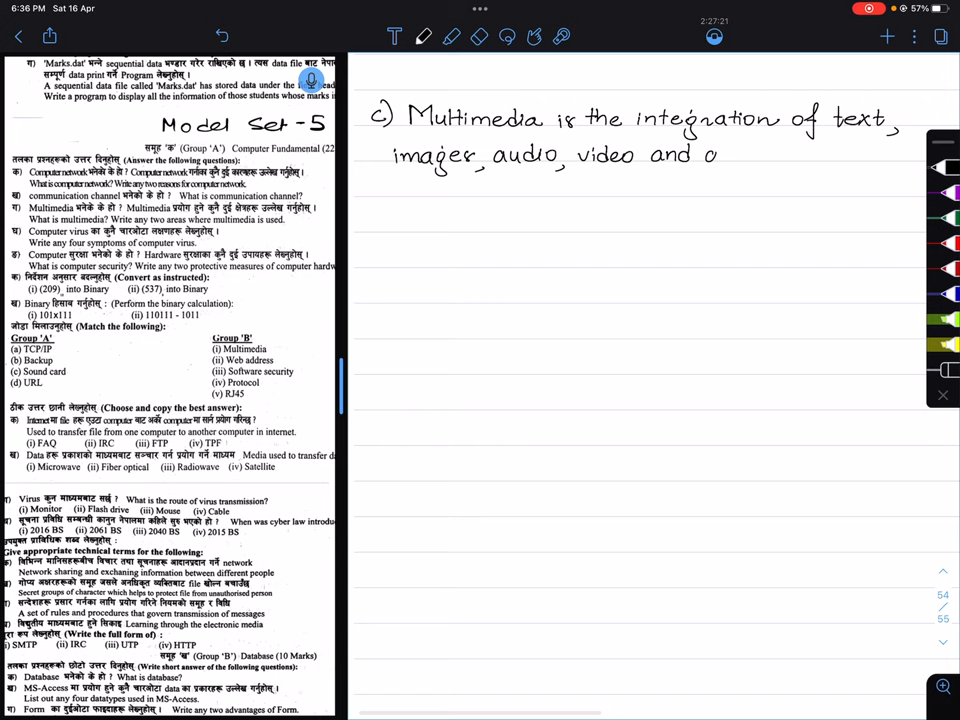 6:36 PM Sat 16 Apr
2:27:21
57%
T
ग) 'Marks.dat' भन्ने sequential data भण्डार गरेर राखिएको छ। त्यस data file बाट
सम्पूर्ण data print गर्ने Program लेख्नुहोस् ।
A sequential data file called 'Marks.dat' has stored data under the
Write a program to display all the information of those students whose marks
Model Set -5
समूह 'क' (Group 'A') Computer Fundamental (22
तलका प्रश्नहरूको उत्तर दिनुहोस् (Answer the following questions):
क) Computer network भनेको के हो ? Computer network गर्नाका कुनै दुई कारणहरू उल्लेख गर्नुहोस् ।
What is computer network? Write any two reasons for computer network.
ख) communication channel भनेको के हो ? What is communication channel?
ग) Multimedia भनेके के हो ? Multimedia प्रयोग हुने कुनै दुई क्षेत्रहरू उल्लेख गर्नुहोस् ।
What is multimedia? Write any two areas where multimedia is used.
घ) Computer virus का कुनै चारओटा लक्षणहरू लेख्नुहोस् ।
Write any four symptoms of computer virus.
ङ) Computer सुरक्षा भनेको के हो ? Hardware सुरक्षाका कुनै दुई उपायहरू लेख्नुहोस् ।
What is computer security? Write any two protective measures of computer hardw
क) निर्देशन अनुसार बदल्नुहोस् (Convert as instructed):
(i) (209) into Binary (ii) (537) into Binary
ख) Binary हिसाब गर्नुहोस् : (Perform the binary calculation):
(i) 101x111 (ii) 110111 - 1011
जोडा मिलाउनुहोस् (Match the following):
Group 'A' Group 'B'
(a) TCP/IP (i) Multimedia
(b) Backup (ii) Web address
(c) Sound card (iii) Software security
(d) URL (iv) Protocol
(v) RJ45
ठीक उत्तर छानी लेख्नुहोस् (Choose and copy the best answer):
क) Internet मा file हरू एउटा computer बाट अर्को computer मा सार्न प्रयोग गरिन्छ ?
Used to transfer file from one computer to another computer in internet.
(i) FAQ (ii) IRC (iii) FTP (iv) TPF
ख) Data हरू प्रकाशको माध्यमबाट सञ्चार गर्न प्रयोग गर्ने माध्यम Media used to transfer d
(i) Microwave (ii) Fiber optical (iii) Radiowave (iv) Satellite
) Virus कुन माध्यमबाट सर्छ ? What is the route of virus transmission?
(i) Monitor (ii) Flash drive (iii) Mouse (iv) Cable
) सूचना प्रविधि सम्बन्धी कानुन नेपालमा कहिले सुरु भएको हो ? When was cyber law introdu
(i) 2016 BS (ii) 2061 BS (iii) 2040 BS (iv) 2015 BS
उपयुक्त प्राविधिक शब्द लेख्नुहोस् :
Give appropriate technical terms for the following:
क) विभिन्न मानिसहरूबीच विचार तथा सूचनाहरू आदानप्रदान गर्ने network
Network sharing and exchaning information between different people
) गोप्य अक्षरहरूको समूह जसले अनधिकृत व्यक्तिबाट file खोल्न बचाउँछ
Secret groups of character which helps to protect file from unauthorised person
) सन्देशहरू प्रसार गर्नका लागि प्रयोग गरिने नियमको समूह र विधि
A set of rules and procedures that govern transmission of messages
) विद्युतीय माध्यमबाट हुने सिकाइ Learning through the electronic media
पूरा रूप लेख्नुहोस् (Write the full form of) :
i) SMTP (ii) IRC (iii) UTP (iv) HTTP
समूह 'ख' (Group 'B') Database (10 Marks)
तलका प्रश्नहरूको छोटो उत्तर दिनुहोस् (Write short answer of the following questions):
क) Database भनेको के हो ? What is database?
ख) MS-Access मा प्रयोग हुने कुनै चारओटा data का प्रकारहरू उल्लेख गर्नुहोस् ।
List out any four datatypes used in MS-Access.
ग) Form का दुईओटा फाइदाहरू लेख्नुहोस् । Write any two advantages of Form.
c) Multimedia is the integration of text,
images, audio, video and
54
/
55